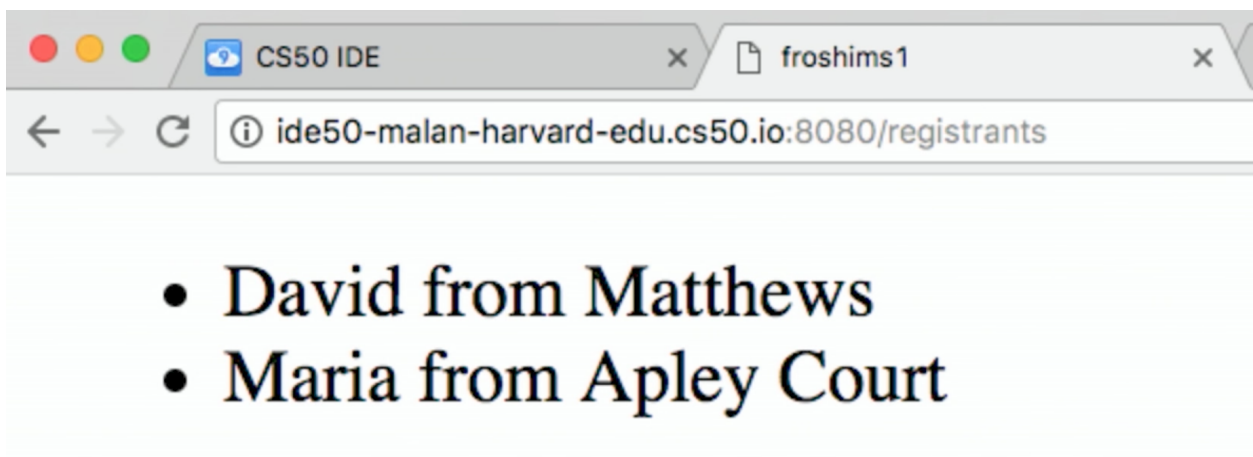 CS50 IDE
froshims1
ide50-malan-harvard-edu.cs50.io:8080/registrants
• David from Matthews
• Maria from Apley Court